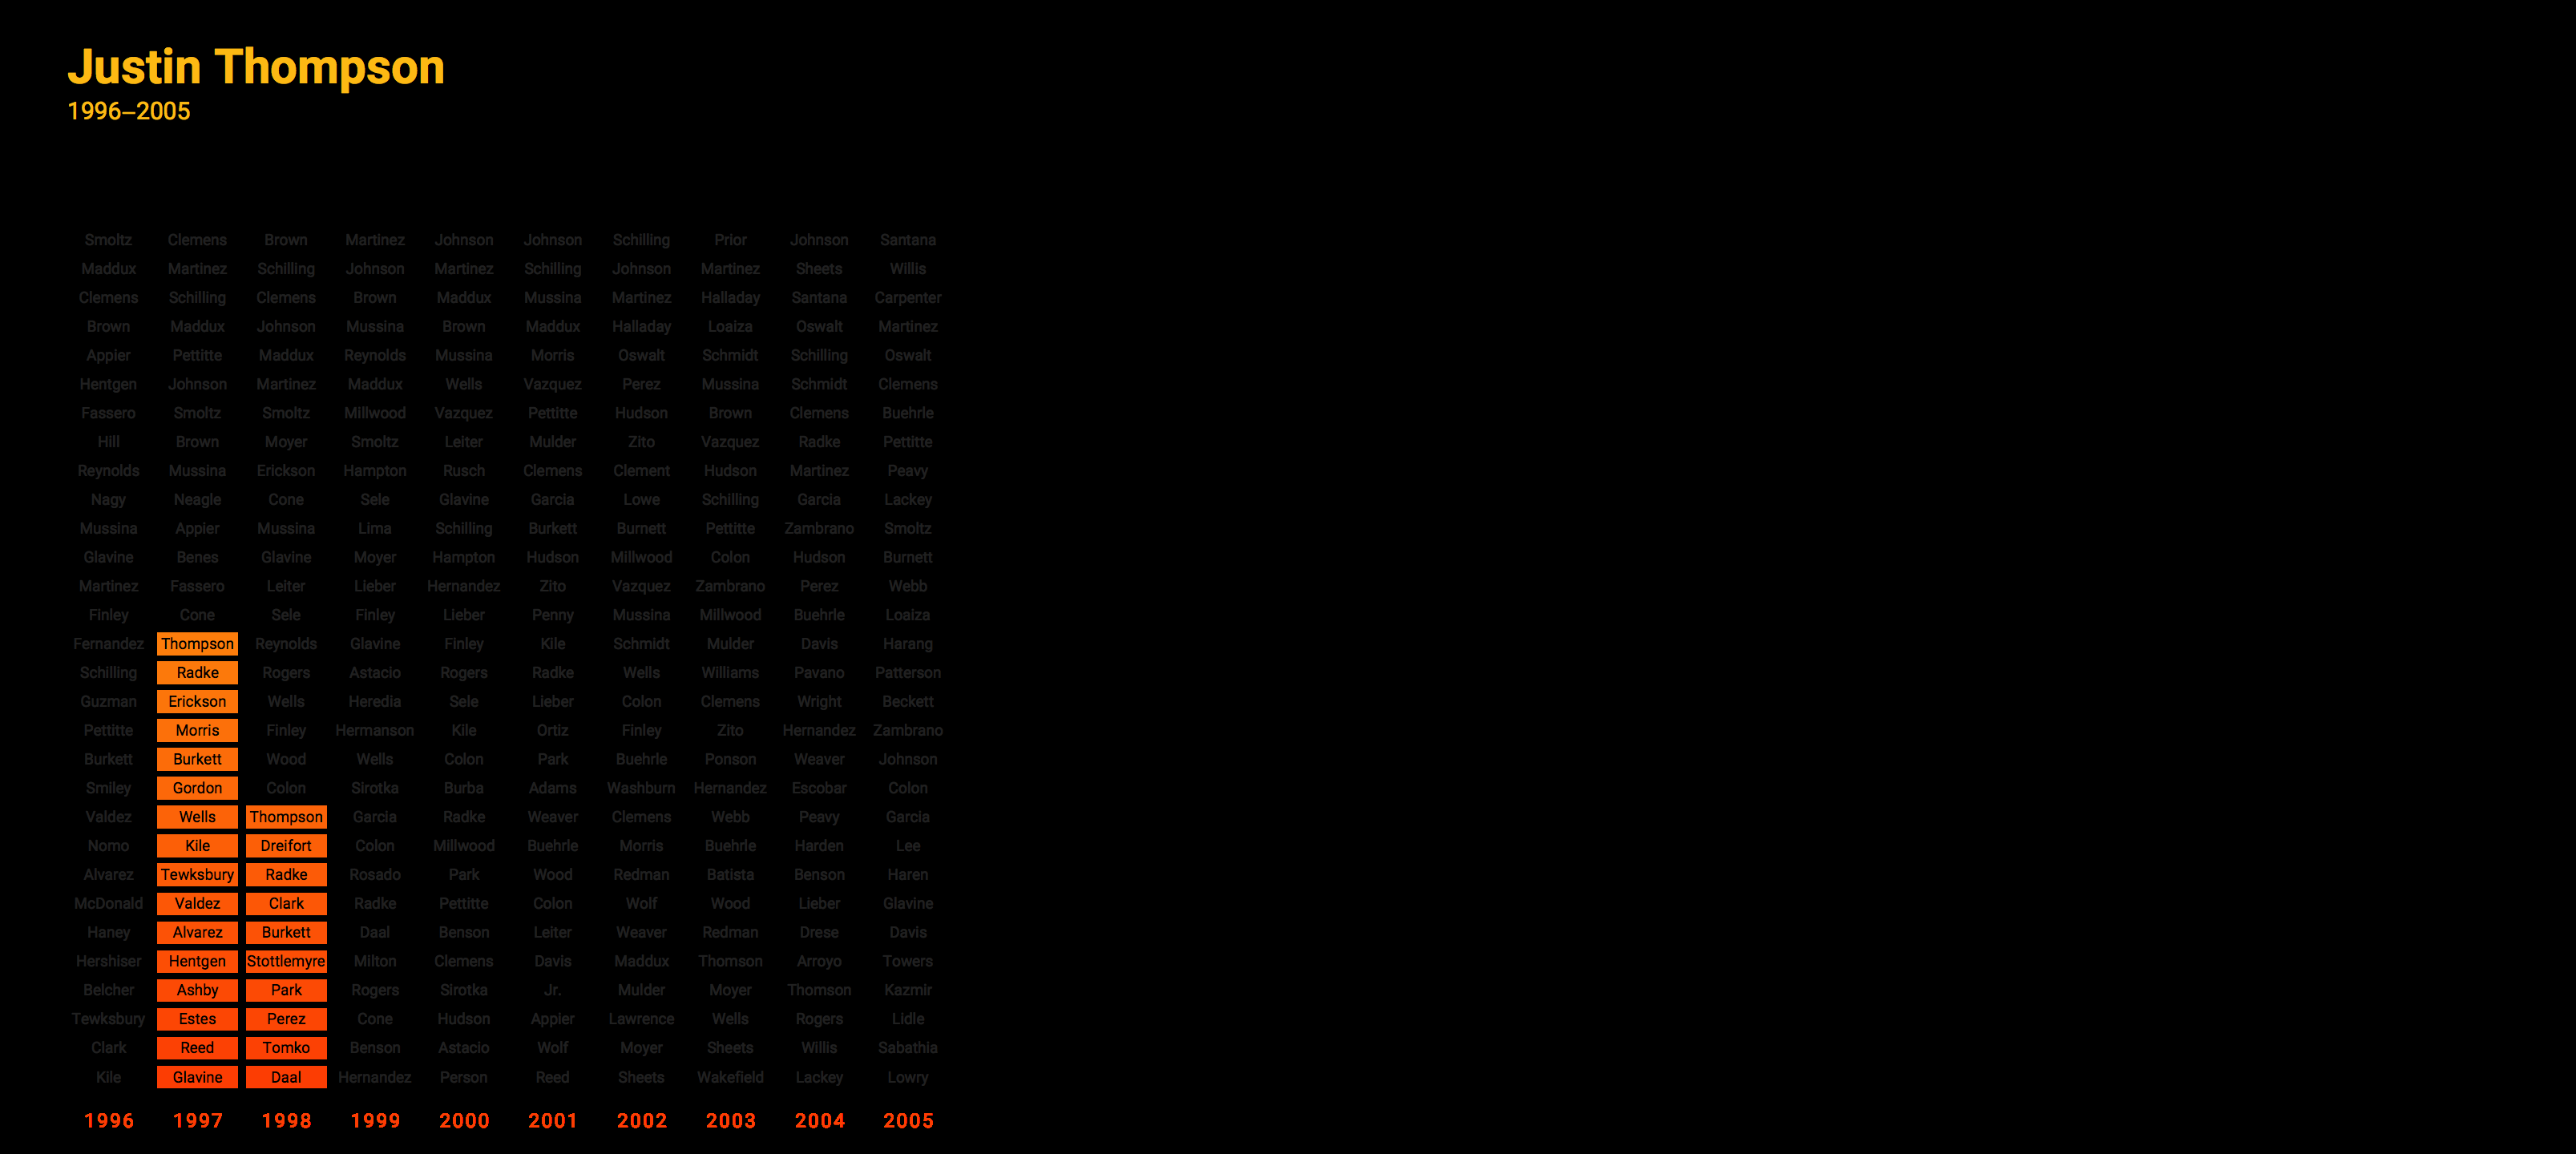 Justin Thompson
1996–2005
Smoltz Clemens Brown Martinez Johnson Johnson Schilling Prior Johnson Santana
Maddux Martinez Schilling Johnson Martinez Schilling Johnson Martinez Sheets Willis
Clemens Schilling Clemens Brown Maddux Mussina Martinez Halladay Santana Carpenter
Brown Maddux Johnson Mussina Brown Maddux Halladay Loaiza Oswalt Martinez
Appier Pettitte Maddux Reynolds Mussina Morris Oswalt Schmidt Schilling Oswalt
Hentgen Johnson Martinez Maddux Wells Vazquez Perez Mussina Schmidt Clemens
Fassero Smoltz Smoltz Millwood Vazquez Pettitte Hudson Brown Clemens Buehrle
Hill Brown Moyer Smoltz Leiter Mulder Zito Vazquez Radke Pettitte
Reynolds Mussina Erickson Hampton Rusch Clemens Clement Hudson Martinez Peavy
Nagy Neagle Cone Sele Glavine Garcia Lowe Schilling Garcia Lackey
Mussina Appier Mussina Lima Schilling Burkett Burnett Pettitte Zambrano Smoltz
Glavine Benes Glavine Moyer Hampton Hudson Millwood Colon Hudson Burnett
Martinez Fassero Leiter Lieber Hernandez Zito Vazquez Zambrano Perez Webb
Finley Cone Sele Finley Lieber Penny Mussina Millwood Buehrle Loaiza
Fernandez Thompson Reynolds Glavine Finley Kile Schmidt Mulder Davis Harang
Schilling Radke Rogers Astacio Rogers Radke Wells Williams Pavano Patterson
Guzman Erickson Wells Heredia Sele Lieber Colon Clemens Wright Beckett
Pettitte Morris Finley Hermanson Kile Ortiz Finley Zito Hernandez Zambrano
Burkett Burkett Wood Wells Colon Park Buehrle Ponson Weaver Johnson
Smiley Gordon Colon Sirotka Burba Adams Washburn Hernandez Escobar Colon
Valdez Wells Thompson Garcia Radke Weaver Clemens Webb Peavy Garcia
Nomo Kile Dreifort Colon Millwood Buehrle Morris Buehrle Harden Lee
Alvarez Tewksbury Radke Rosado Park Wood Redman Batista Benson Haren
McDonald Valdez Clark Radke Pettitte Colon Wolf Wood Lieber Glavine
Haney Alvarez Burkett Daal Benson Leiter Weaver Redman Drese Davis
Hershiser Hentgen Stottlemyre Milton Clemens Davis Maddux Thomson Arroyo Towers
Belcher Ashby Park Rogers Sirotka Jr. Mulder Moyer Thomson Kazmir
Tewksbury Estes Perez Cone Hudson Appier Lawrence Wells Rogers Lidle
Clark Reed Tomko Benson Astacio Wolf Moyer Sheets Willis Sabathia
Kile Glavine Daal Hernandez Person Reed Sheets Wakefield Lackey Lowry
1996 1997 1998 1999 2000 2001 2002 2003 2004 2005